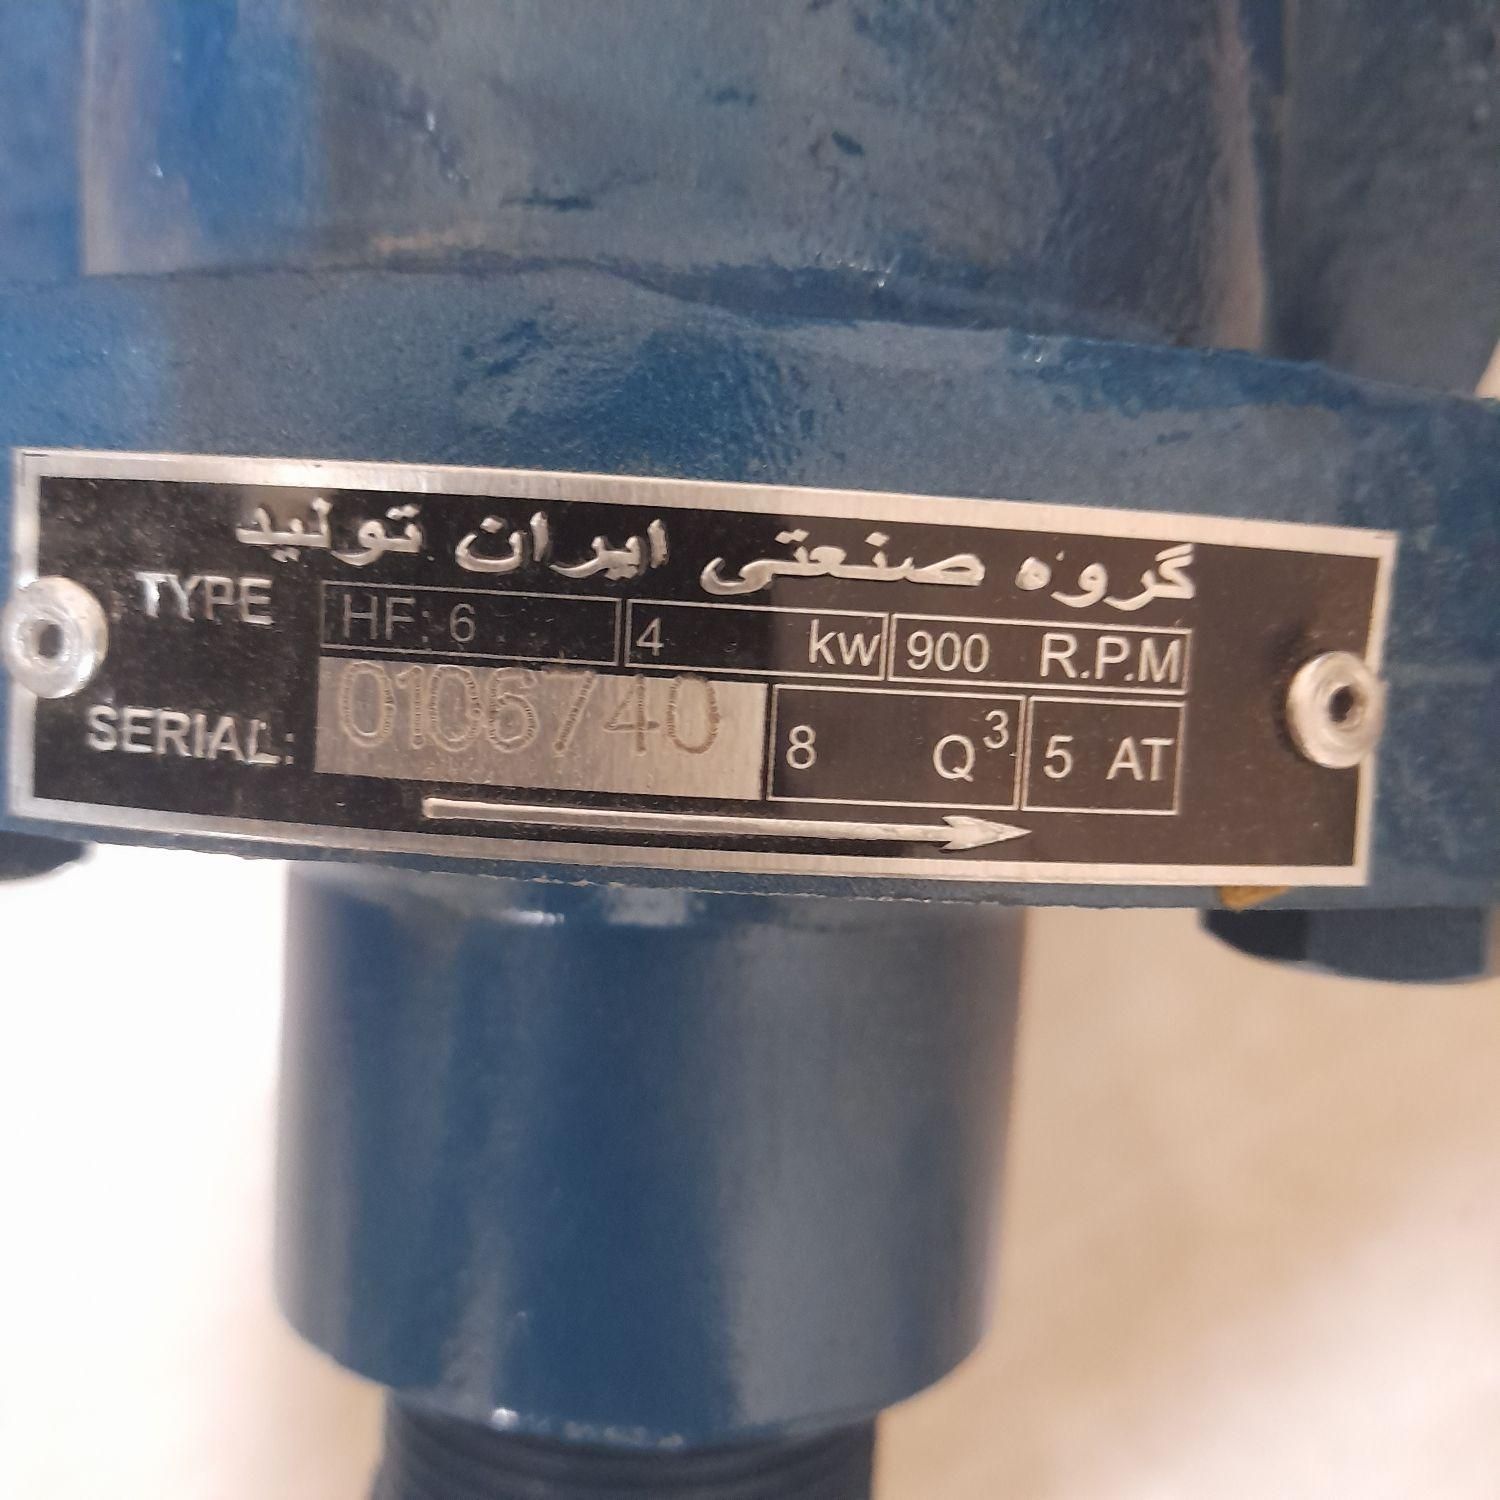 گروه صنعتی ایران تولید
TYPE HF: 6 4 kw 900 R.P.M
SERIAL: 0106740 8 Q³ 5 AT